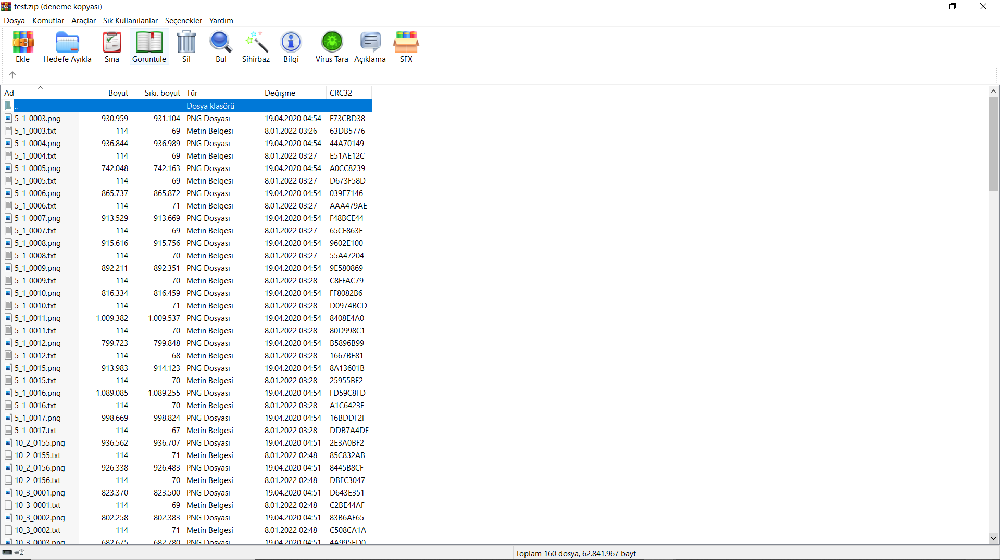 test.zip (deneme kopyası)
Dosya Komutlar Araçlar Sık Kullanılanlar Seçenekler Yardım
Ekle Hedefe Ayıkla Sına Görüntüle Sil Bul Sihirbaz Bilgi Virüs Tara Açıklama SFX
Ad Boyut Sıkı. boyut Tür Değişme CRC32
.. Dosya klasörü
5_1_0003.png 930.959 931.104 PNG Dosyası 19.04.2020 04:54 F73CBD38
5_1_0003.txt 114 69 Metin Belgesi 8.01.2022 03:26 63DB5776
5_1_0004.png 936.844 936.989 PNG Dosyası 19.04.2020 04:54 44A70149
5_1_0004.txt 114 69 Metin Belgesi 8.01.2022 03:27 E51AE12C
5_1_0005.png 742.048 742.163 PNG Dosyası 19.04.2020 04:54 A0CC8239
5_1_0005.txt 114 69 Metin Belgesi 8.01.2022 03:27 D673F58D
5_1_0006.png 865.737 865.872 PNG Dosyası 19.04.2020 04:54 039E7146
5_1_0006.txt 114 71 Metin Belgesi 8.01.2022 03:27 AAA479AE
5_1_0007.png 913.529 913.669 PNG Dosyası 19.04.2020 04:54 F48BCE44
5_1_0007.txt 114 69 Metin Belgesi 8.01.2022 03:27 65CF863E
5_1_0008.png 915.616 915.756 PNG Dosyası 19.04.2020 04:54 9602E100
5_1_0008.txt 114 70 Metin Belgesi 8.01.2022 03:27 55A47204
5_1_0009.png 892.211 892.351 PNG Dosyası 19.04.2020 04:54 9E580869
5_1_0009.txt 114 70 Metin Belgesi 8.01.2022 03:28 C8FFAC79
5_1_0010.png 816.334 816.459 PNG Dosyası 19.04.2020 04:54 FF8082B6
5_1_0010.txt 114 71 Metin Belgesi 8.01.2022 03:28 D0974BCD
5_1_0011.png 1.009.382 1.009.537 PNG Dosyası 19.04.2020 04:54 8408E4A0
5_1_0011.txt 114 70 Metin Belgesi 8.01.2022 03:28 80D998C1
5_1_0012.png 799.723 799.848 PNG Dosyası 19.04.2020 04:54 B5896B99
5_1_0012.txt 114 68 Metin Belgesi 8.01.2022 03:28 1667BE81
5_1_0015.png 913.983 914.123 PNG Dosyası 19.04.2020 04:54 8A13601B
5_1_0015.txt 114 70 Metin Belgesi 8.01.2022 03:28 25955BF2
5_1_0016.png 1.089.085 1.089.255 PNG Dosyası 19.04.2020 04:54 FD59C8FD
5_1_0016.txt 114 70 Metin Belgesi 8.01.2022 03:28 A1C6423F
5_1_0017.png 998.669 998.824 PNG Dosyası 19.04.2020 04:54 16BDDF2F
5_1_0017.txt 114 67 Metin Belgesi 8.01.2022 03:28 DDB7A4DF
10_2_0155.png 936.562 936.707 PNG Dosyası 19.04.2020 04:51 2E3A0BF2
10_2_0155.txt 114 71 Metin Belgesi 8.01.2022 02:48 85C832AB
10_2_0156.png 926.338 926.483 PNG Dosyası 19.04.2020 04:51 8445B8CF
10_2_0156.txt 114 70 Metin Belgesi 8.01.2022 02:48 DBFC3047
10_3_0001.png 823.370 823.500 PNG Dosyası 19.04.2020 04:51 D643E351
10_3_0001.txt 114 69 Metin Belgesi 8.01.2022 02:48 C2BE44AF
10_3_0002.png 802.258 802.383 PNG Dosyası 19.04.2020 04:51 83B6AF65
10_3_0002.txt 114 71 Metin Belgesi 8.01.2022 02:48 C508CA1A
10_3_0003.png 682.675 682.780 PNG Dosyası 19.04.2020 04:51
Toplam 160 dosya, 62.841.967 bayt